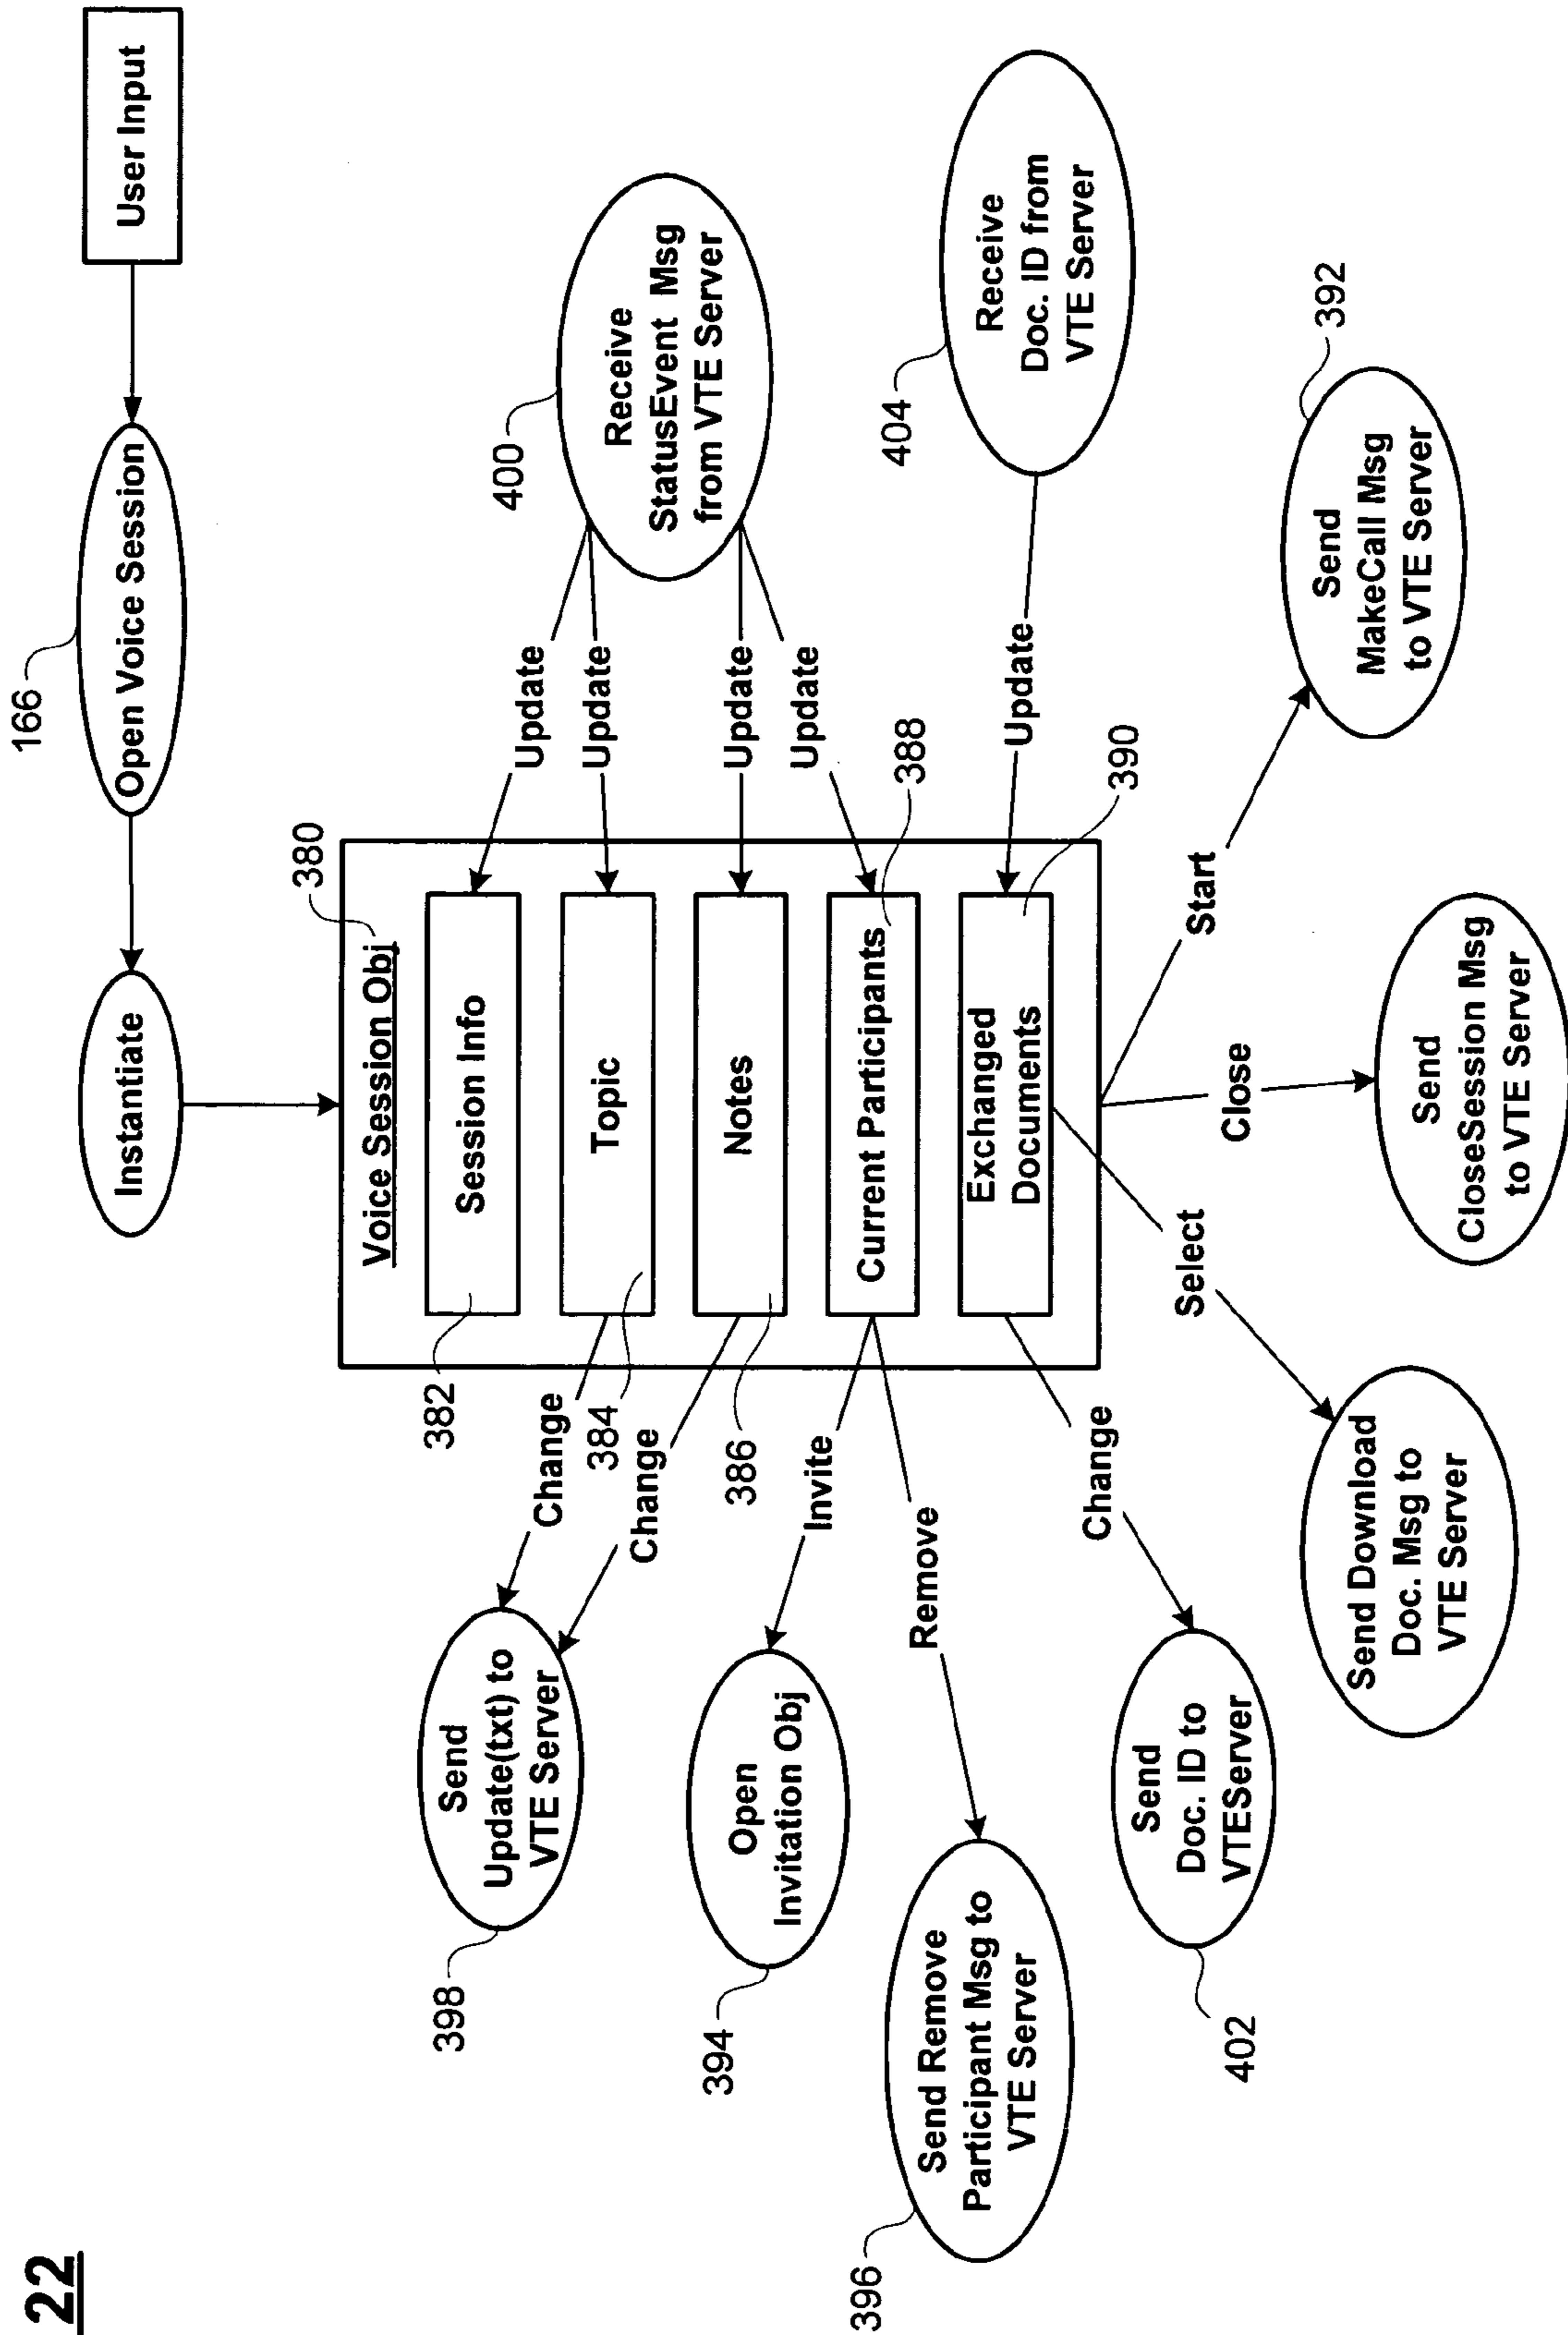 22
User Input
166
Open Voice Session
Instantiate
380
Voice Session Obj
382
Session Info
384
Topic
386
Notes
388
Current Participants
390
Exchanged
Documents
Update
Update
Update
Update
400
Receive
StatusEvent Msg
from VTE Server
Update
404
Receive
Doc. ID from
VTE Server
Change
Change
398
Send
Update(txt) to
VTE Server
Invite
394
Open
Invitation Obj
Remove
396
Send Remove
Participant Msg to
VTE Server
Change
402
Send
Doc. ID to
VTEServer
Select
Send Download
Doc. Msg to
VTE Server
Close
Send
CloseSession Msg
to VTE Server
Start
392
Send
MakeCall Msg
to VTE Server